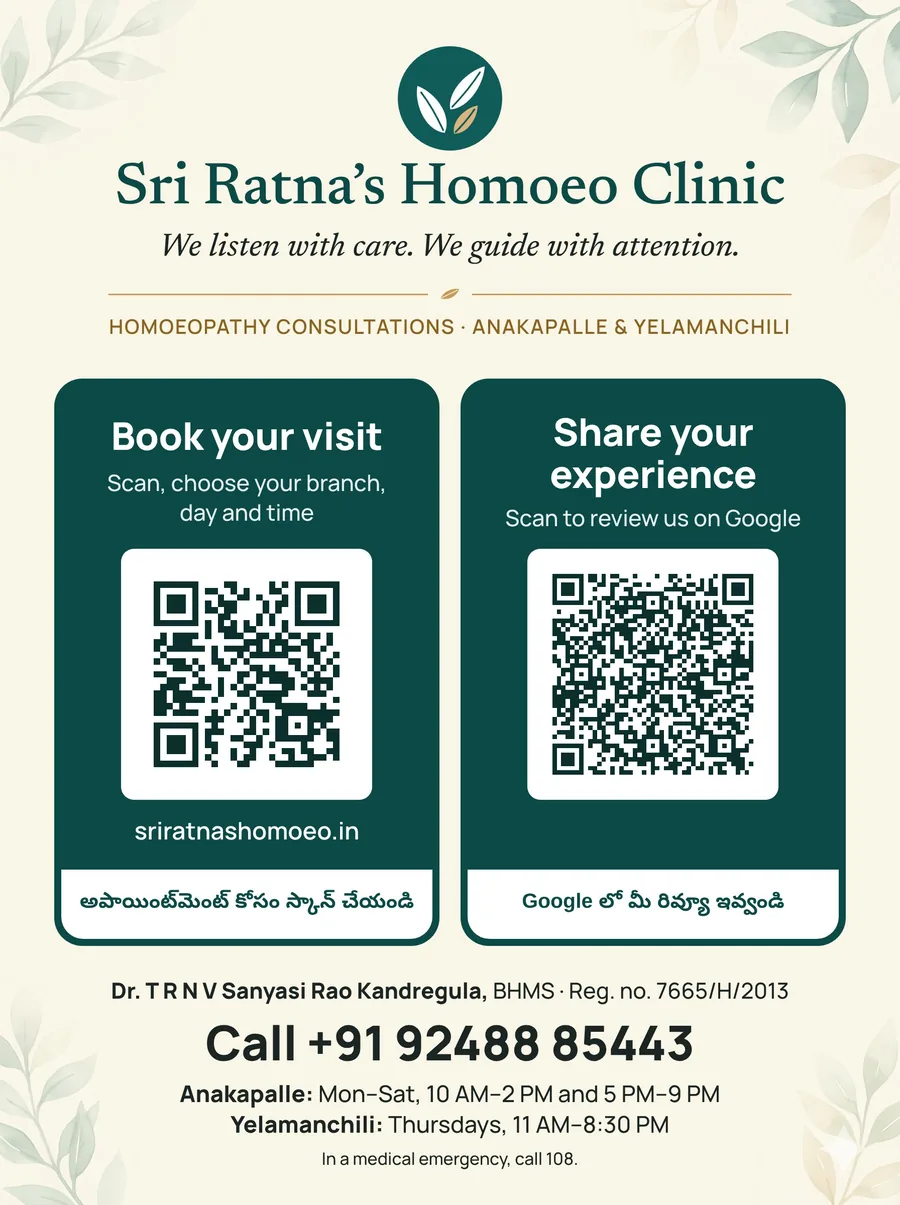 Sri Ratna’s Homoeo Clinic
We listen with care. We guide with attention.
HOMOEOPATHY CONSULTATIONS · ANAKAPALLE & YELAMANCHILI
Book your visit
Scan, choose your branch,
day and time
sriratnashomoeo.in
అపాయింట్‌మెంట్ కోసం స్కాన్ చేయండి
Share your
experience
Scan to review us on Google
Google లో మీ రివ్యూ ఇవ్వండి
Dr. T R N V Sanyasi Rao Kandregula, BHMS · Reg. no. 7665/H/2013
Call +91 92488 85443
Anakapalle: Mon–Sat, 10 AM–2 PM and 5 PM–9 PM
Yelamanchili: Thursdays, 11 AM–8:30 PM
In a medical emergency, call 108.